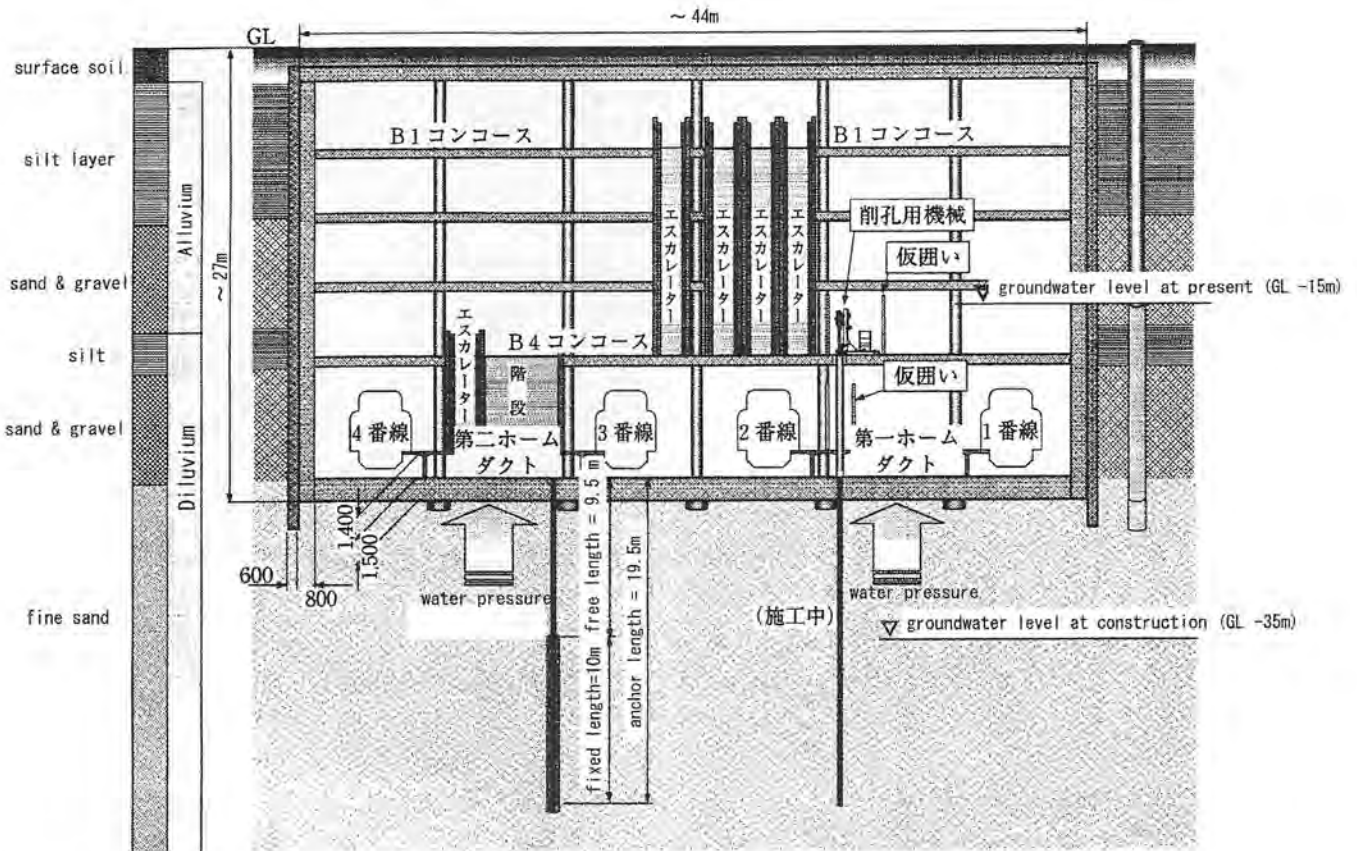 ~ 44m
GL
surface soil
silt layer
sand & gravel
silt
sand & gravel
fine sand
Alluvium
Diluvium
~ 27m
B1コンコース
B1コンコース
エスカレーター
エスカレーター
エスカレーター
エスカレーター
削孔用機械
仮囲い
groundwater level at present (GL -15m)
エスカレーター
B4コンコース
階段
仮囲い
4番線
第二ホーム
ダクト
3番線
2番線
第一ホーム
ダクト
1番線
1,400
1,500
600
800
water pressure
fixed length=10m free length = 9.5 m
anchor length = 19.5m
(施工中)
water pressure
groundwater level at construction (GL -35m)